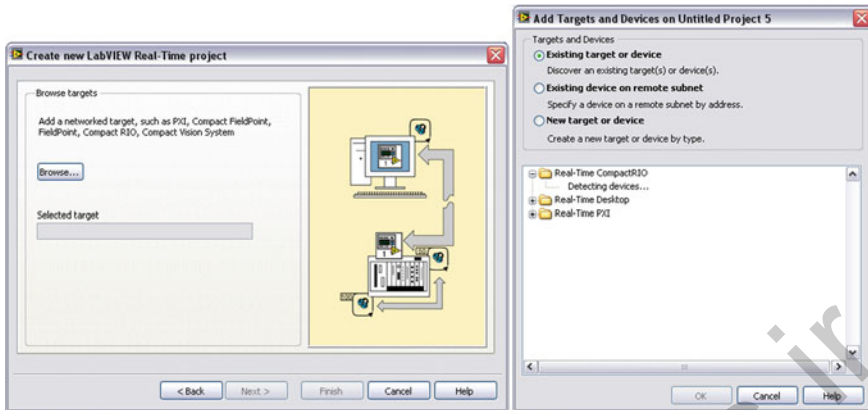 Create new LabVIEW Real-Time project
Browse targets
Add a networked target, such as PXI, Compact FieldPoint,
FieldPoint, Compact RIO, Compact Vision System
Browse...
Selected target
< Back
Next >
Finish
Cancel
Help
Add Targets and Devices on Untitled Project 5
Targets and Devices
Existing target or device
Discover an existing target(s) or device(s).
Existing device on remote subnet
Specify a device on a remote subnet by address.
New target or device
Create a new target or device by type.
Real-Time CompactRIO
Detecting devices...
Real-Time Desktop
Real-Time PXI
OK
Cancel
Help
.ir